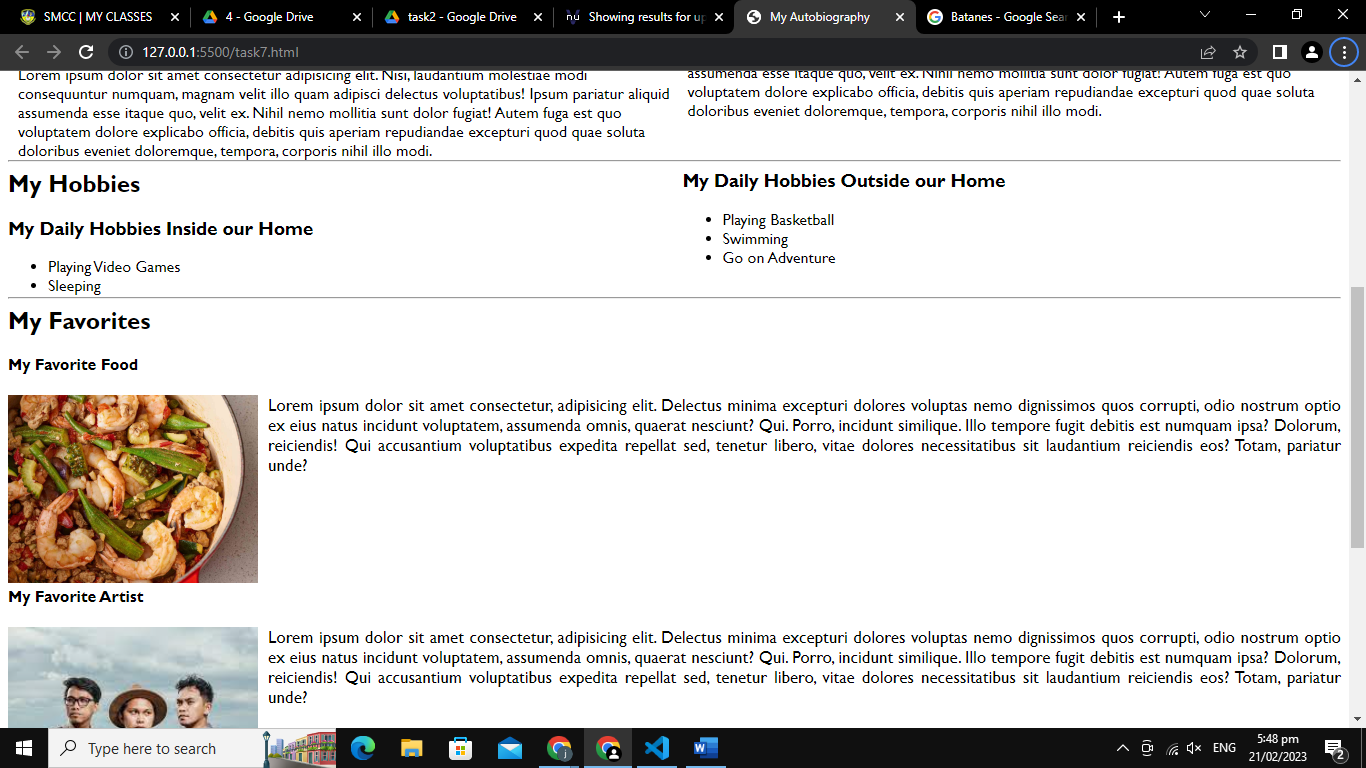 SMCC | MY CLASSES
4 - Google Drive
task2 - Google Drive
Showing results for up
My Autobiography
Batanes - Google Sea
127.0.0.1:5500/task7.html
Lorem ipsum dolor sit amet consectetur adipisicing elit. Nisi, laudantium molestiae modi
consequuntur numquam, magnam velit illo quam adipisci delectus voluptatibus! Ipsum pariatur aliquid
assumenda esse itaque quo, velit ex. Nihil nemo mollitia sunt dolor fugiat! Autem fuga est quo
voluptatem dolore explicabo officia, debitis quis aperiam repudiandae excepturi quod quae soluta
doloribus eveniet doloremque, tempora, corporis nihil illo modi.
assumenda esse itaque quo, velit ex. Nihil nemo mollitia sunt dolor fugiat! Autem fuga est quo
voluptatem dolore explicabo officia, debitis quis aperiam repudiandae excepturi quod quae soluta
doloribus eveniet doloremque, tempora, corporis nihil illo modi.
My Hobbies
My Daily Hobbies Inside our Home
• Playing Video Games
• Sleeping
My Daily Hobbies Outside our Home
• Playing Basketball
• Swimming
• Go on Adventure
My Favorites
My Favorite Food
Lorem ipsum dolor sit amet consectetur, adipisicing elit. Delectus minima excepturi dolores voluptas nemo dignissimos quos corrupti, odio nostrum optio
ex eius natus incidunt voluptatem, assumenda omnis, quaerat nesciunt? Qui. Porro, incidunt similique. Illo tempore fugit debitis est numquam ipsa? Dolorum,
reiciendis! Qui accusantium voluptatibus expedita repellat sed, tenetur libero, vitae dolores necessitatibus sit laudantium reiciendis eos? Totam, pariatur
unde?
My Favorite Artist
Lorem ipsum dolor sit amet consectetur, adipisicing elit. Delectus minima excepturi dolores voluptas nemo dignissimos quos corrupti, odio nostrum optio
ex eius natus incidunt voluptatem, assumenda omnis, quaerat nesciunt? Qui. Porro, incidunt similique. Illo tempore fugit debitis est numquam ipsa? Dolorum,
reiciendis! Qui accusantium voluptatibus expedita repellat sed, tenetur libero, vitae dolores necessitatibus sit laudantium reiciendis eos? Totam, pariatur
unde?
Type here to search
ENG
5:48 pm
21/02/2023
2